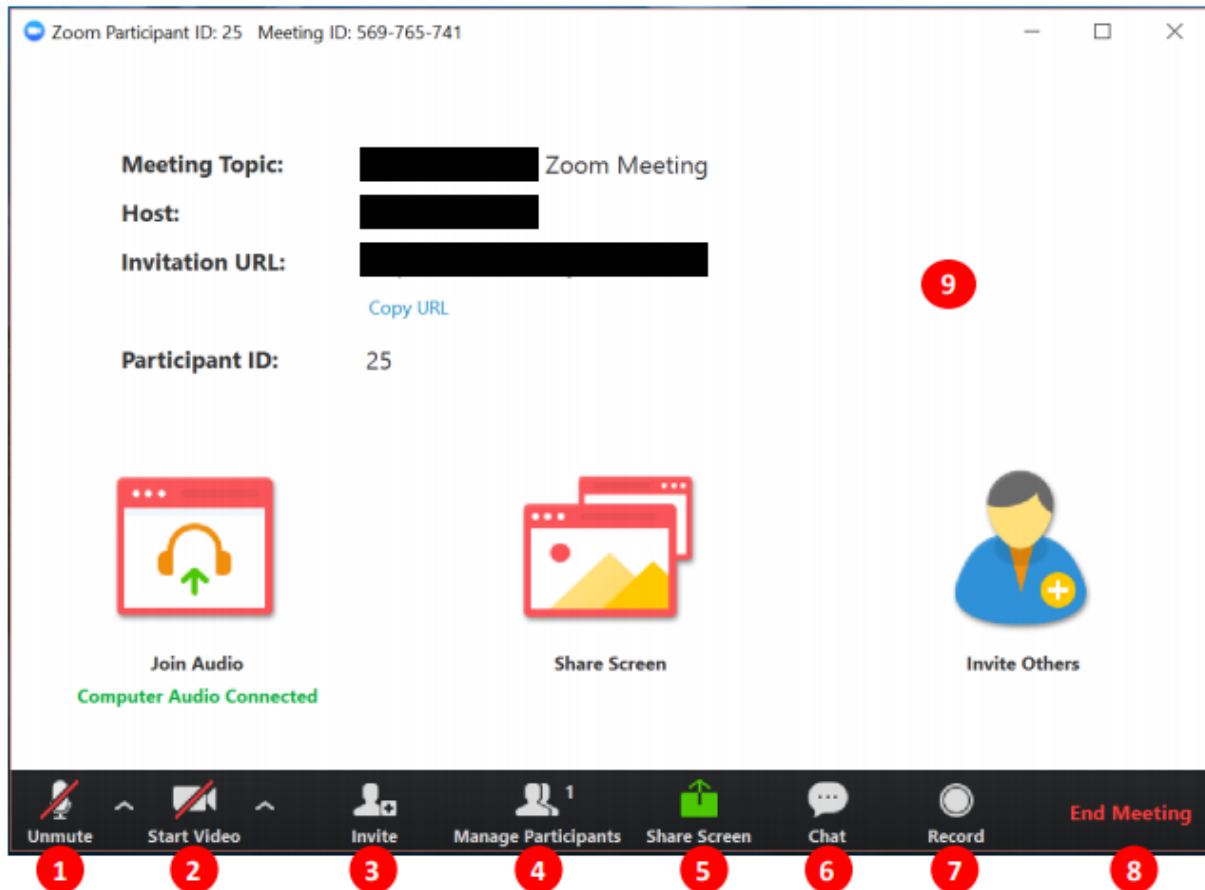 Zoom Participant ID: 25 Meeting ID: 569-765-741
Meeting Topic: Zoom Meeting
Host:
Invitation URL:
9
Copy URL
Participant ID: 25
Join Audio Share Screen Invite Others
Computer Audio Connected
1
Unmute Start Video Invite Manage Participants Share Screen Chat Record End Meeting
1 2 3 4 5 6 7 8